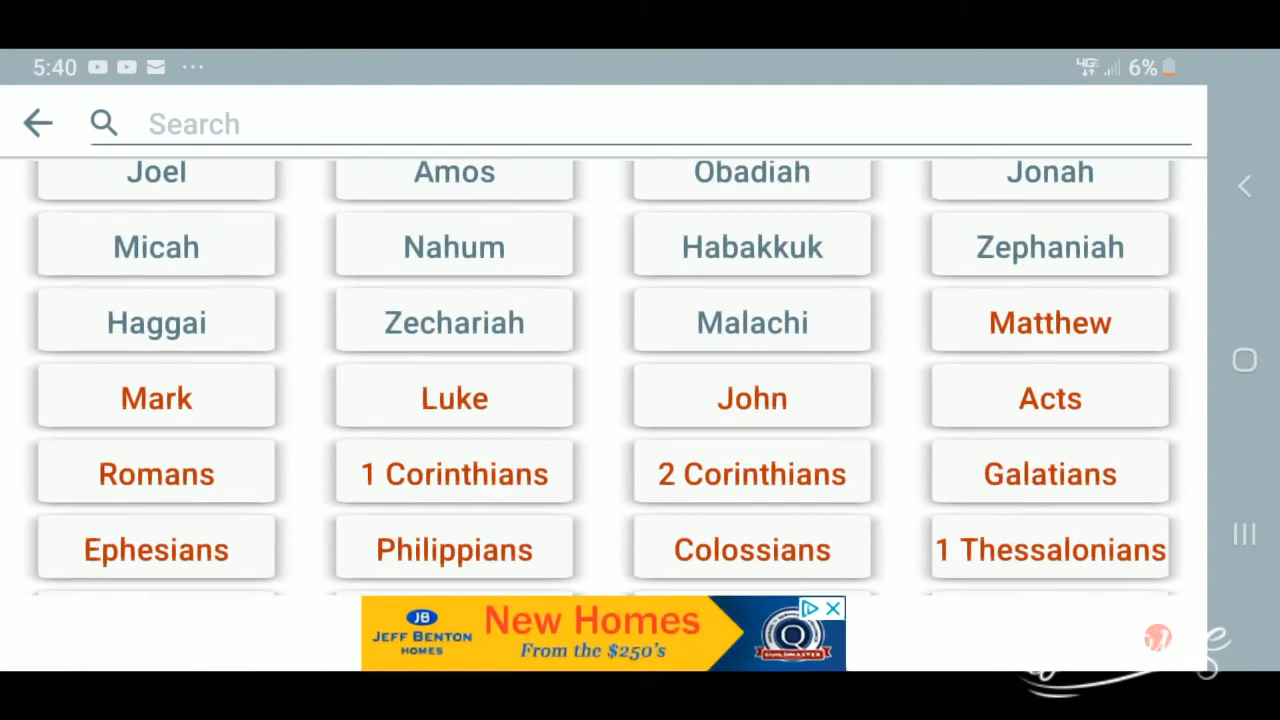 5:40 ... 4G 6%
Search
Joel Amos Obadiah Jonah
Micah Nahum Habakkuk Zephaniah
Haggai Zechariah Malachi Matthew
Mark Luke John Acts
Romans 1 Corinthians 2 Corinthians Galatians
Ephesians Philippians Colossians 1 Thessalonians
JB
JEFF BENTON
HOMES
New Homes
From the $250's
Q